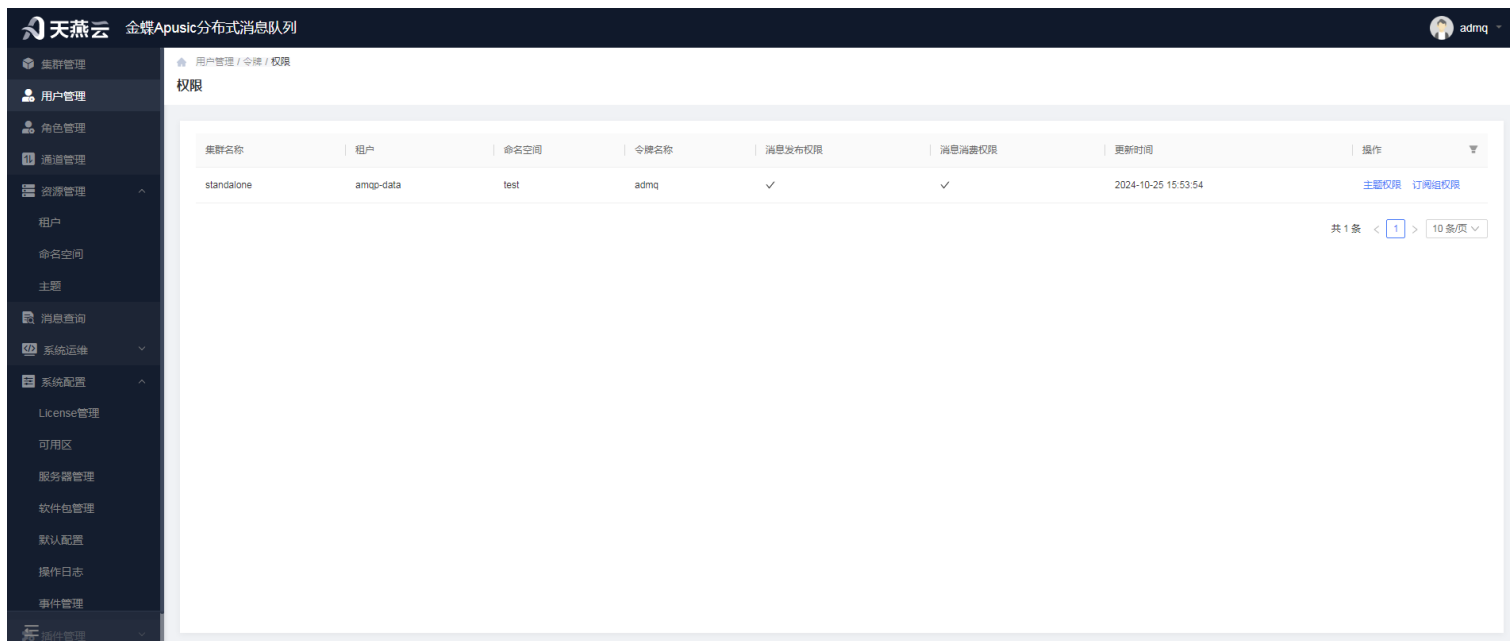 天燕云 金蝶Apusic分布式消息队列 admq
集群管理
用户管理
角色管理
通道管理
资源管理
租户
命名空间
主题
消息查询
系统运维
系统配置
License管理
可用区
服务器管理
软件包管理
默认配置
操作日志
事件管理
插件管理
用户管理 / 令牌 / 权限
权限
集群名称 租户 命名空间 令牌名称 消息发布权限 消息消费权限 更新时间 操作
standalone amqp-data test admq ✓ ✓ 2024-10-25 15:53:54 主题权限 订阅组权限
共 1 条 < 1 > 10 条/页